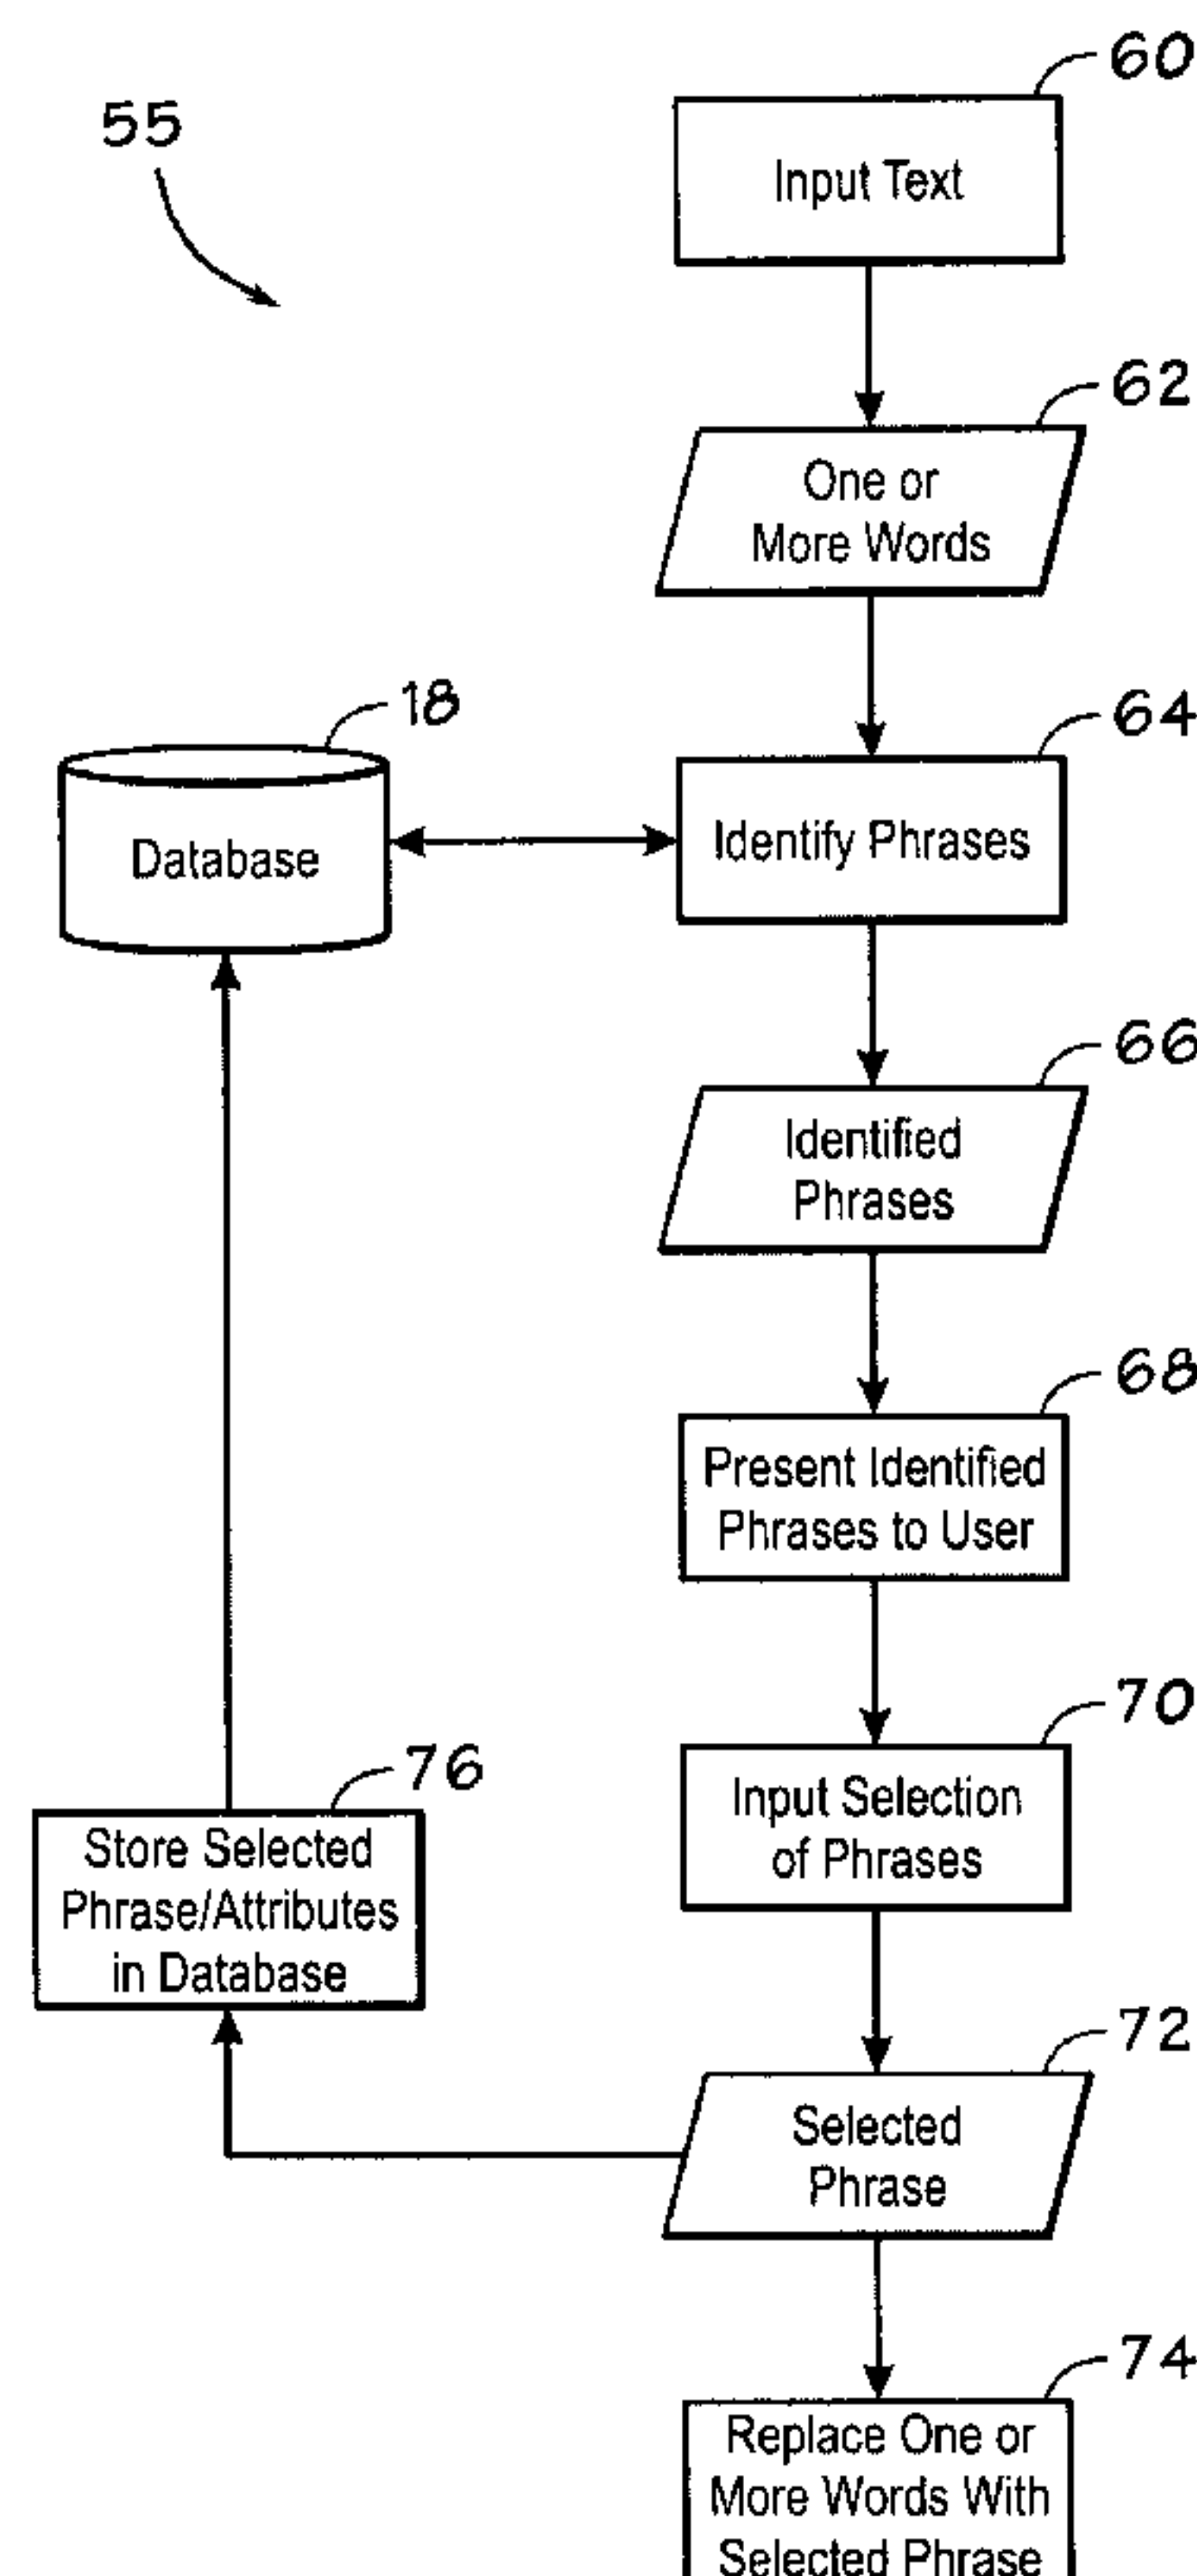 60
55
Input Text
62
One or
More Words
18
64
Database
Identify Phrases
66
Identified
Phrases
68
Present Identified
Phrases to User
70
Input Selection
of Phrases
76
Store Selected
Phrase/Attributes
in Database
72
Selected
Phrase
74
Replace One or
More Words With
Selected Phrase